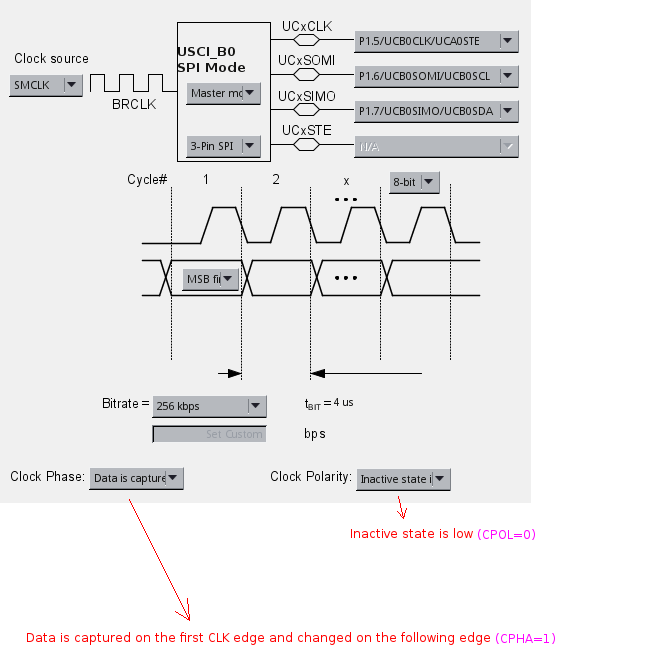 UCxCLK
P1.5/UCB0CLK/UCA0STE
Clock source
USCI_B0
SPI Mode
UCxSOMI
P1.6/UCB0SOMI/UCB0SCL
SMCLK
BRCLK
Master mo
UCxSIMO
P1.7/UCB0SIMO/UCB0SDA
UCxSTE
3-Pin SPI
N/A
Cycle# 1 2 x 8-bit
MSB fir
Bitrate = 256 kbps tBIT = 4 us
Set Custom bps
Clock Phase: Data is capture Clock Polarity: Inactive state i
Inactive state is low (CPOL=0)
Data is captured on the first CLK edge and changed on the following edge (CPHA=1)